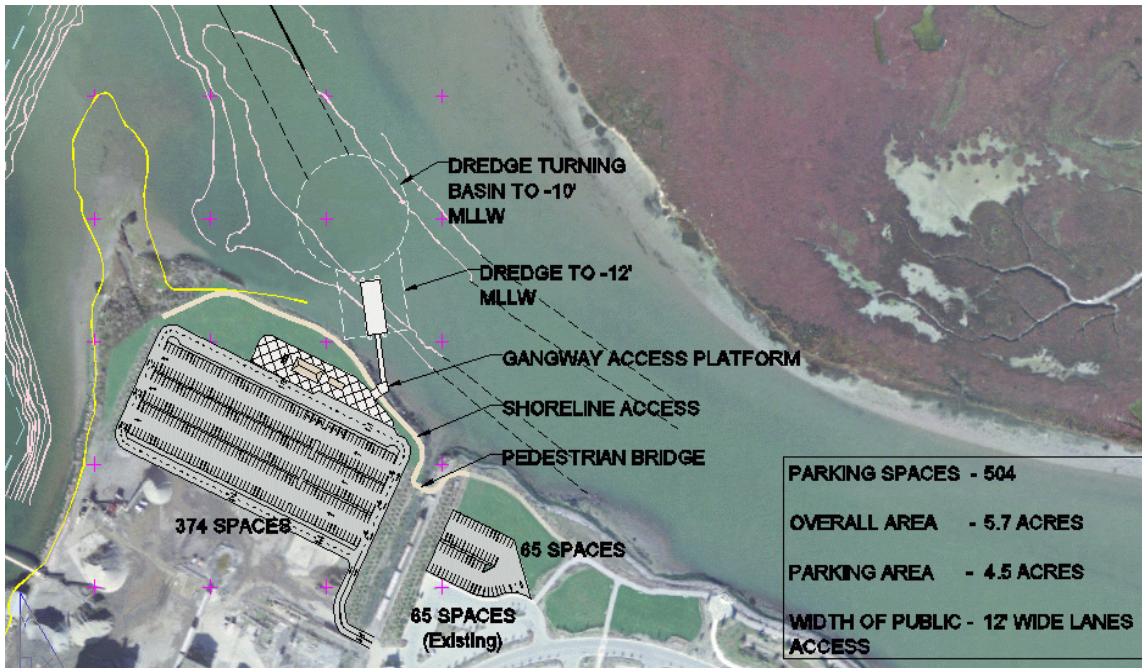 DREDGE TURNING
BASIN TO -10'
MLLW
DREDGE TO -12'
MLLW
GANGWAY ACCESS PLATFORM
SHORELINE ACCESS
PEDESTRIAN BRIDGE
374 SPACES
65 SPACES
65 SPACES
(Existing)
PARKING SPACES - 504
OVERALL AREA - 5.7 ACRES
PARKING AREA - 4.5 ACRES
WIDTH OF PUBLIC - 12' WIDE LANES
ACCESS